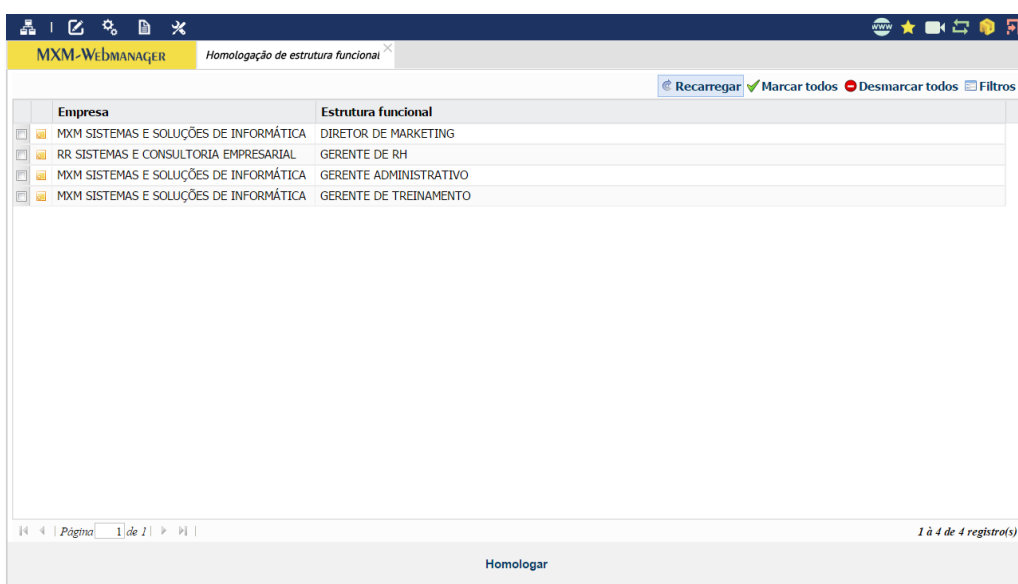 www
MXM-WEBMANAGER
Homologação de estrutura funcional
Recarregar Marcar todos Desmarcar todos Filtros
Empresa Estrutura funcional
MXM SISTEMAS E SOLUÇÕES DE INFORMÁTICA DIRETOR DE MARKETING
RR SISTEMAS E CONSULTORIA EMPRESARIAL GERENTE DE RH
MXM SISTEMAS E SOLUÇÕES DE INFORMÁTICA GERENTE ADMINISTRATIVO
MXM SISTEMAS E SOLUÇÕES DE INFORMÁTICA GERENTE DE TREINAMENTO
Página 1 de 1 1 à 4 de 4 registro(s)
Homologar